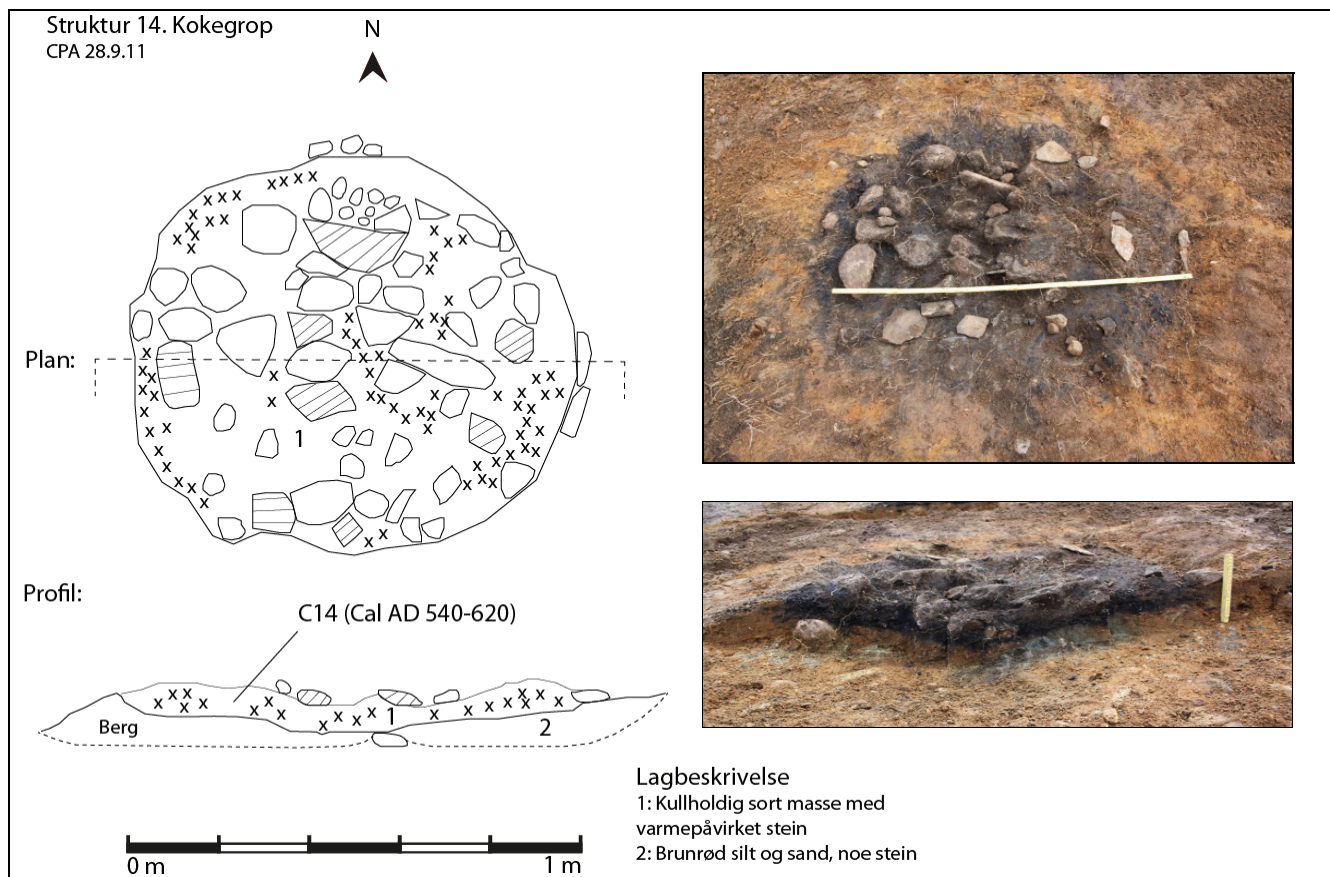 Struktur 14. Kokegrop
CPA 28.9.11
N
Plan:
1
Profil:
C14 (Cal AD 540-620)
Berg
1
2
0 m
1 m
Lagbeskrivelse
1: Kullholdig sort masse med
varmepåvirket stein
2: Brunrød silt og sand, noe stein